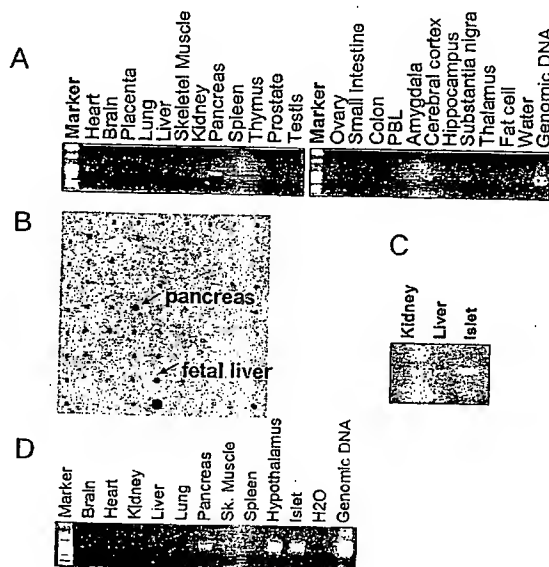 A
Marker
Heart
Brain
Placenta
Lung
Liver
Skeletel Muscle
Kidney
Pancreas
Spleen
Thymus
Prostate
Testis
Marker
Ovary
Small Intestine
Colon
PBL
Amygdala
Cerebral cortex
Hippocampus
Substantia nigra
Thalamus
Fat cell
Water
Genomic DNA
B
pancreas
fetal liver
C
Kidney
Liver
Islet
D
Marker
Brain
Heart
Kidney
Liver
Lung
Pancreas
Sk. Muscle
Spleen
Hypothalamus
Islet
H2O
Genomic DNA